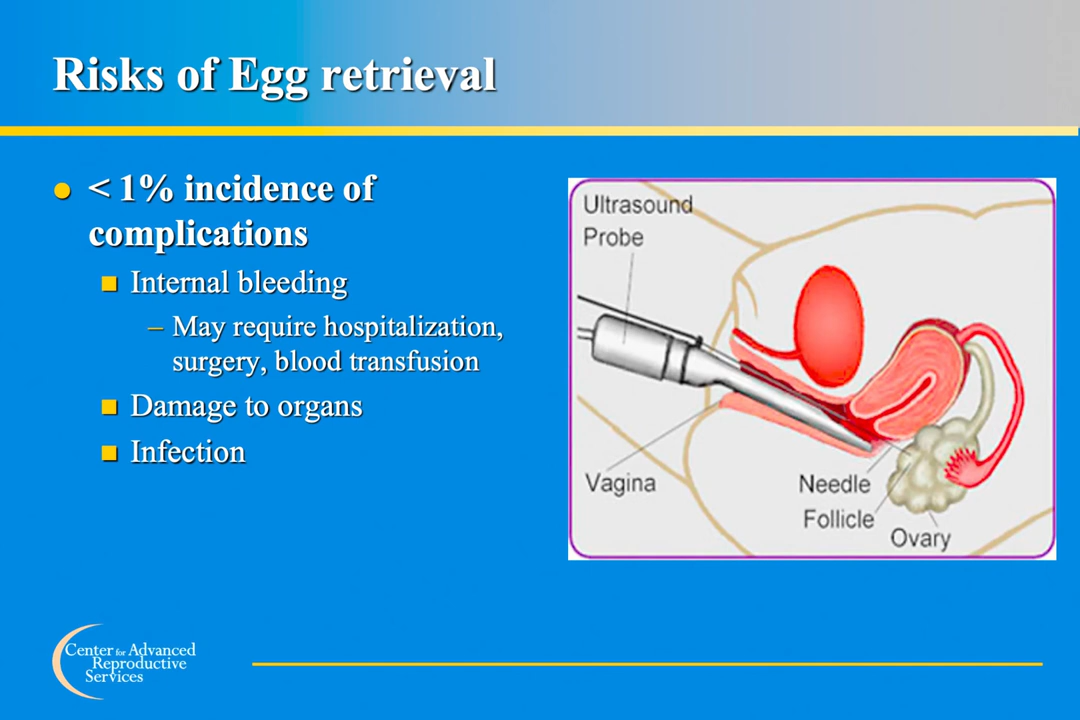 Risks of Egg retrieval
< 1% incidence of
complications
Internal bleeding
– May require hospitalization,
surgery, blood transfusion
Damage to organs
Infection
Ultrasound
Probe
Vagina
Needle
Follicle
Ovary
Center for Advanced
Reproductive
Services